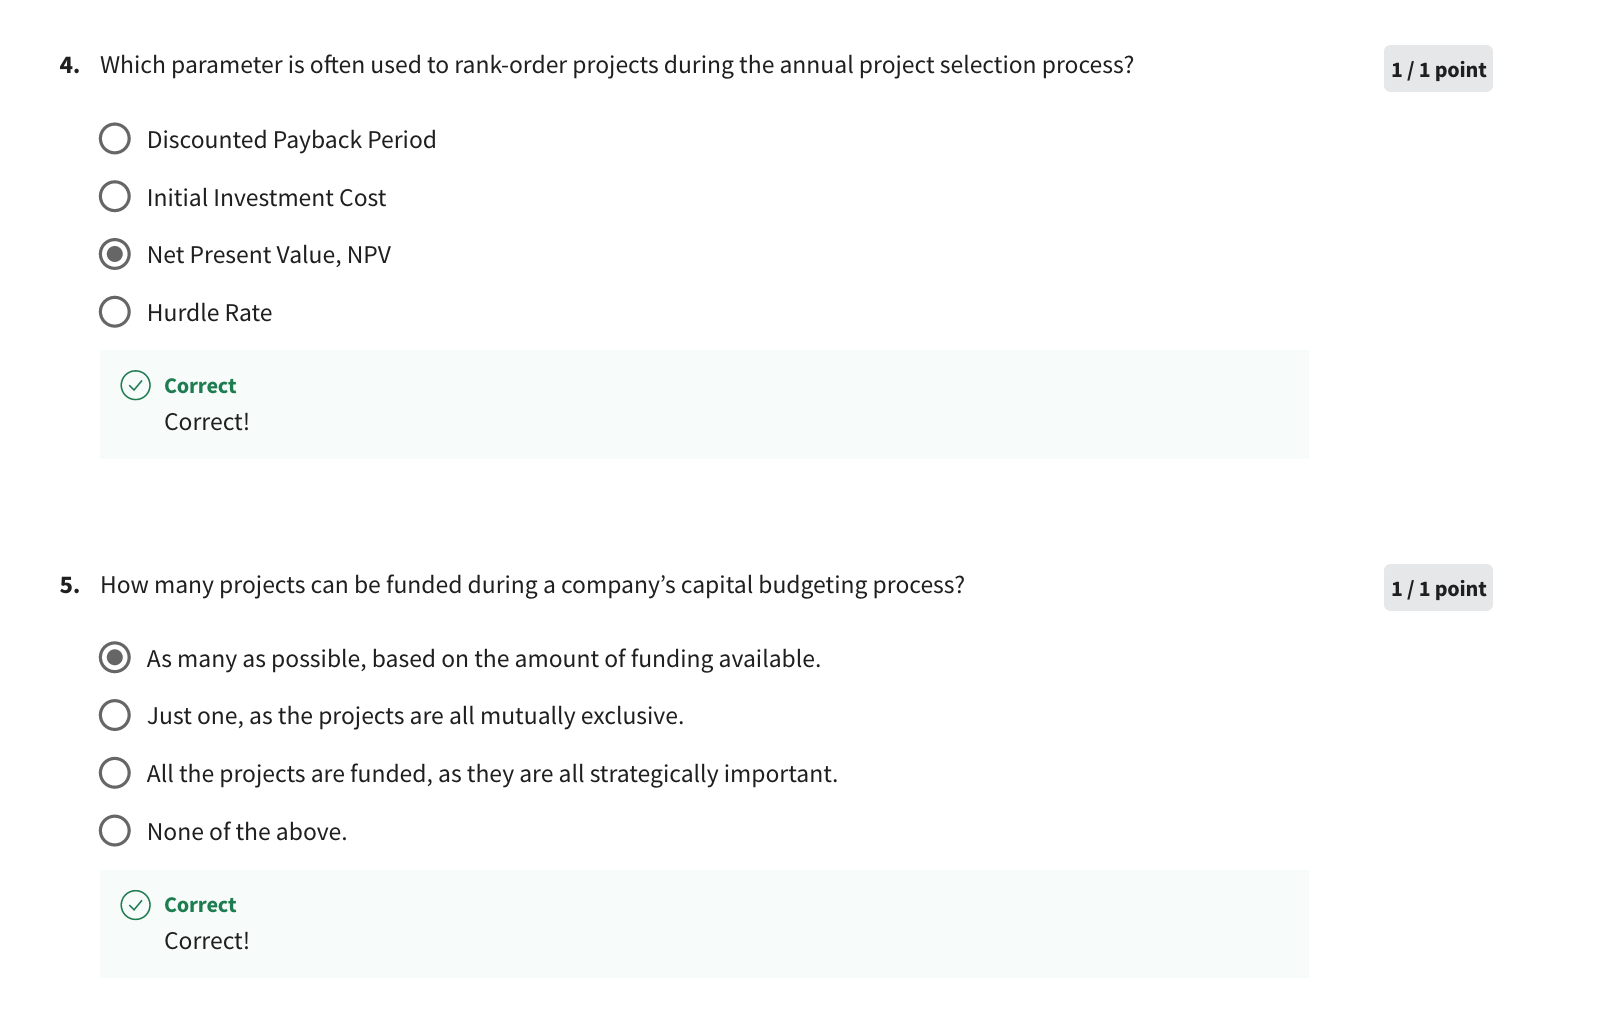 4. Which parameter is often used to rank-order projects during the annual project selection process?
1 / 1 point
Discounted Payback Period
Initial Investment Cost
Net Present Value, NPV
Hurdle Rate
Correct
Correct!
5. How many projects can be funded during a company’s capital budgeting process?
1 / 1 point
As many as possible, based on the amount of funding available.
Just one, as the projects are all mutually exclusive.
All the projects are funded, as they are all strategically important.
None of the above.
Correct
Correct!